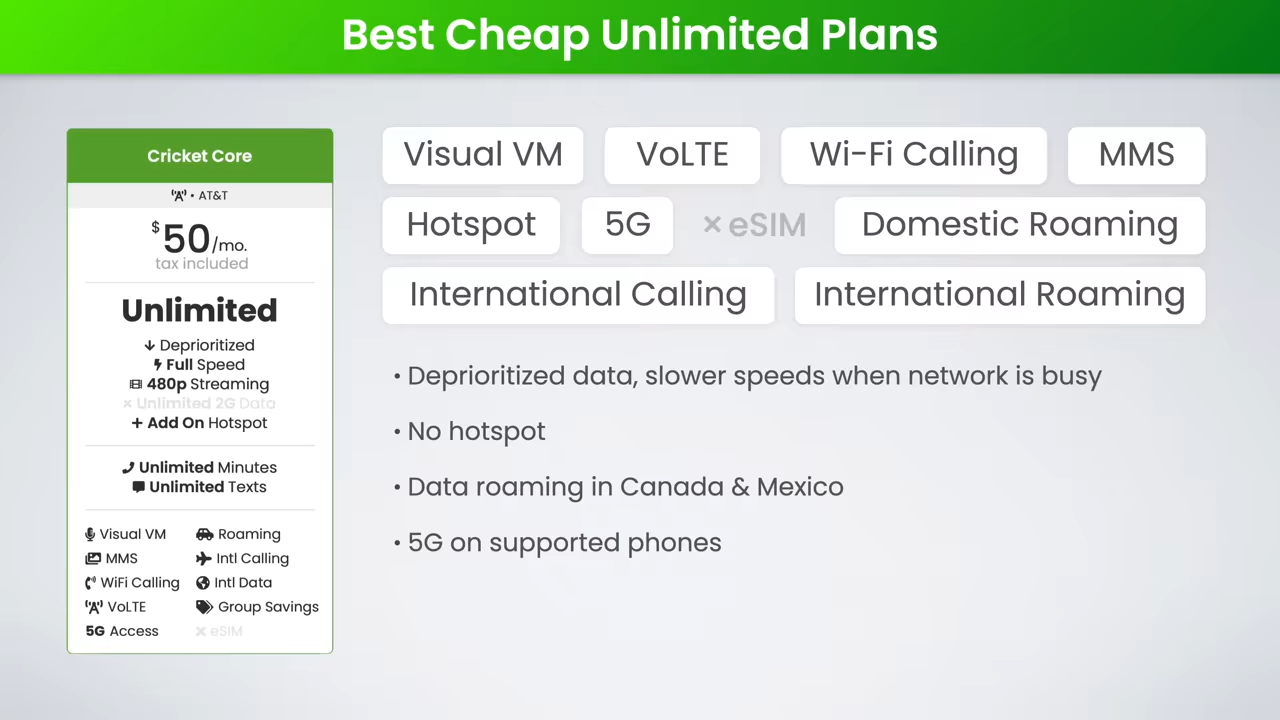 Best Cheap Unlimited Plans
Cricket Core
• AT&T
$50/mo.
tax included
Unlimited
Deprioritized
Full Speed
480p Streaming
× Unlimited 2G Data
+ Add On Hotspot
Unlimited Minutes
Unlimited Texts
Visual VM
Roaming
MMS
Intl Calling
WiFi Calling
Intl Data
VoLTE
Group Savings
5G Access
× eSIM
Visual VM
VoLTE
Wi-Fi Calling
MMS
Hotspot
5G
× eSIM
Domestic Roaming
International Calling
International Roaming
• Deprioritized data, slower speeds when network is busy
• No hotspot
• Data roaming in Canada & Mexico
• 5G on supported phones